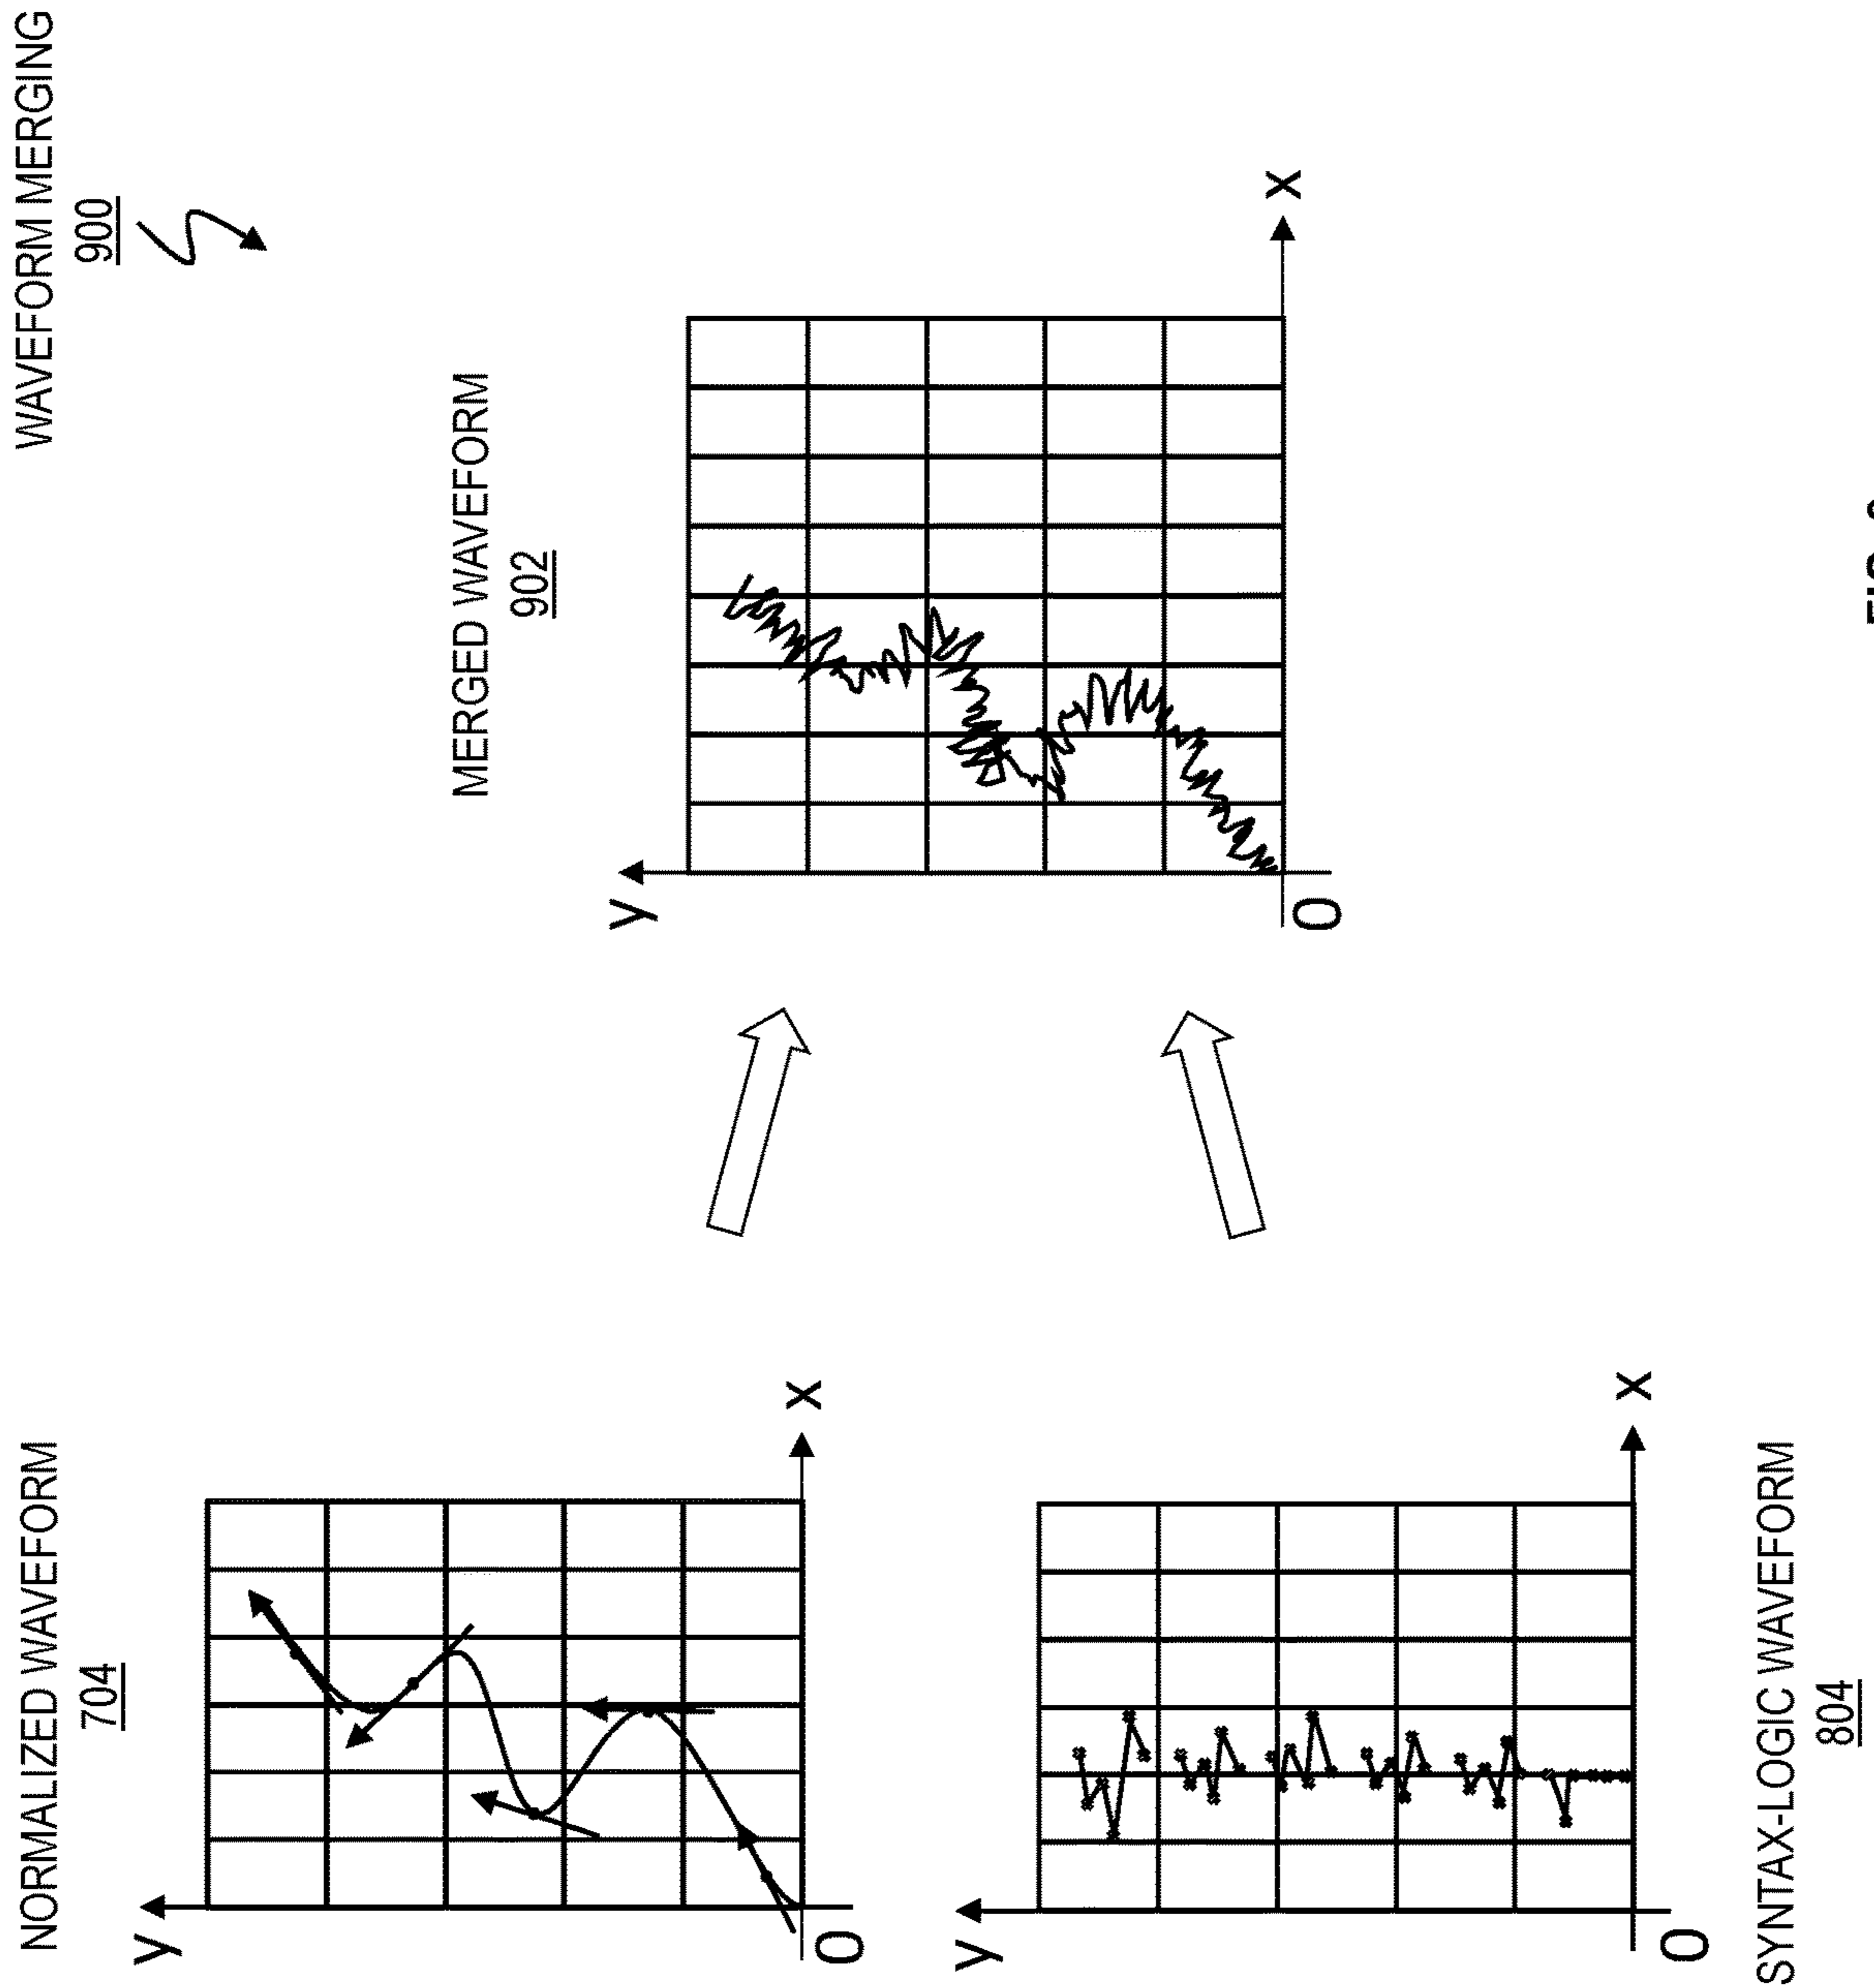 WAVEFORM MERGING
900
NORMALIZED WAVEFORM
704
y
0
x
MERGED WAVEFORM
902
y
0
x
y
0
x
SYNTAX-LOGIC WAVEFORM
804